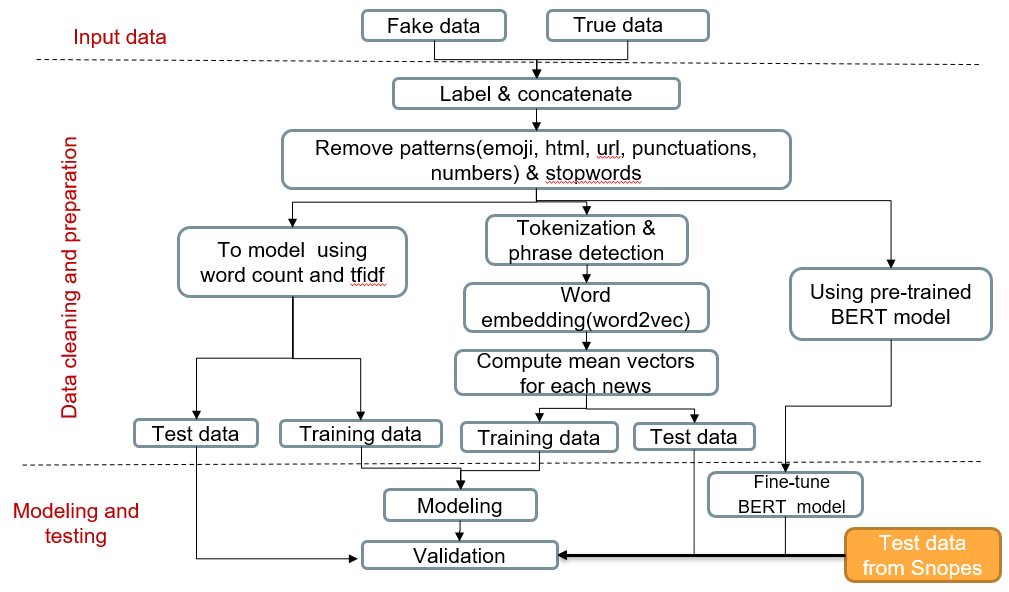 Input data
Fake data
True data
Label & concatenate
Data cleaning and preparation
Remove patterns(emoji, html, url, punctuations,
numbers) & stopwords
To model using
word count and tfidf
Tokenization &
phrase detection
Word
embedding(word2vec)
Compute mean vectors
for each news
Using pre-trained
BERT model
Test data
Training data
Training data
Test data
Modeling and
testing
Modeling
Validation
Fine-tune
BERT model
Test data
from Snopes